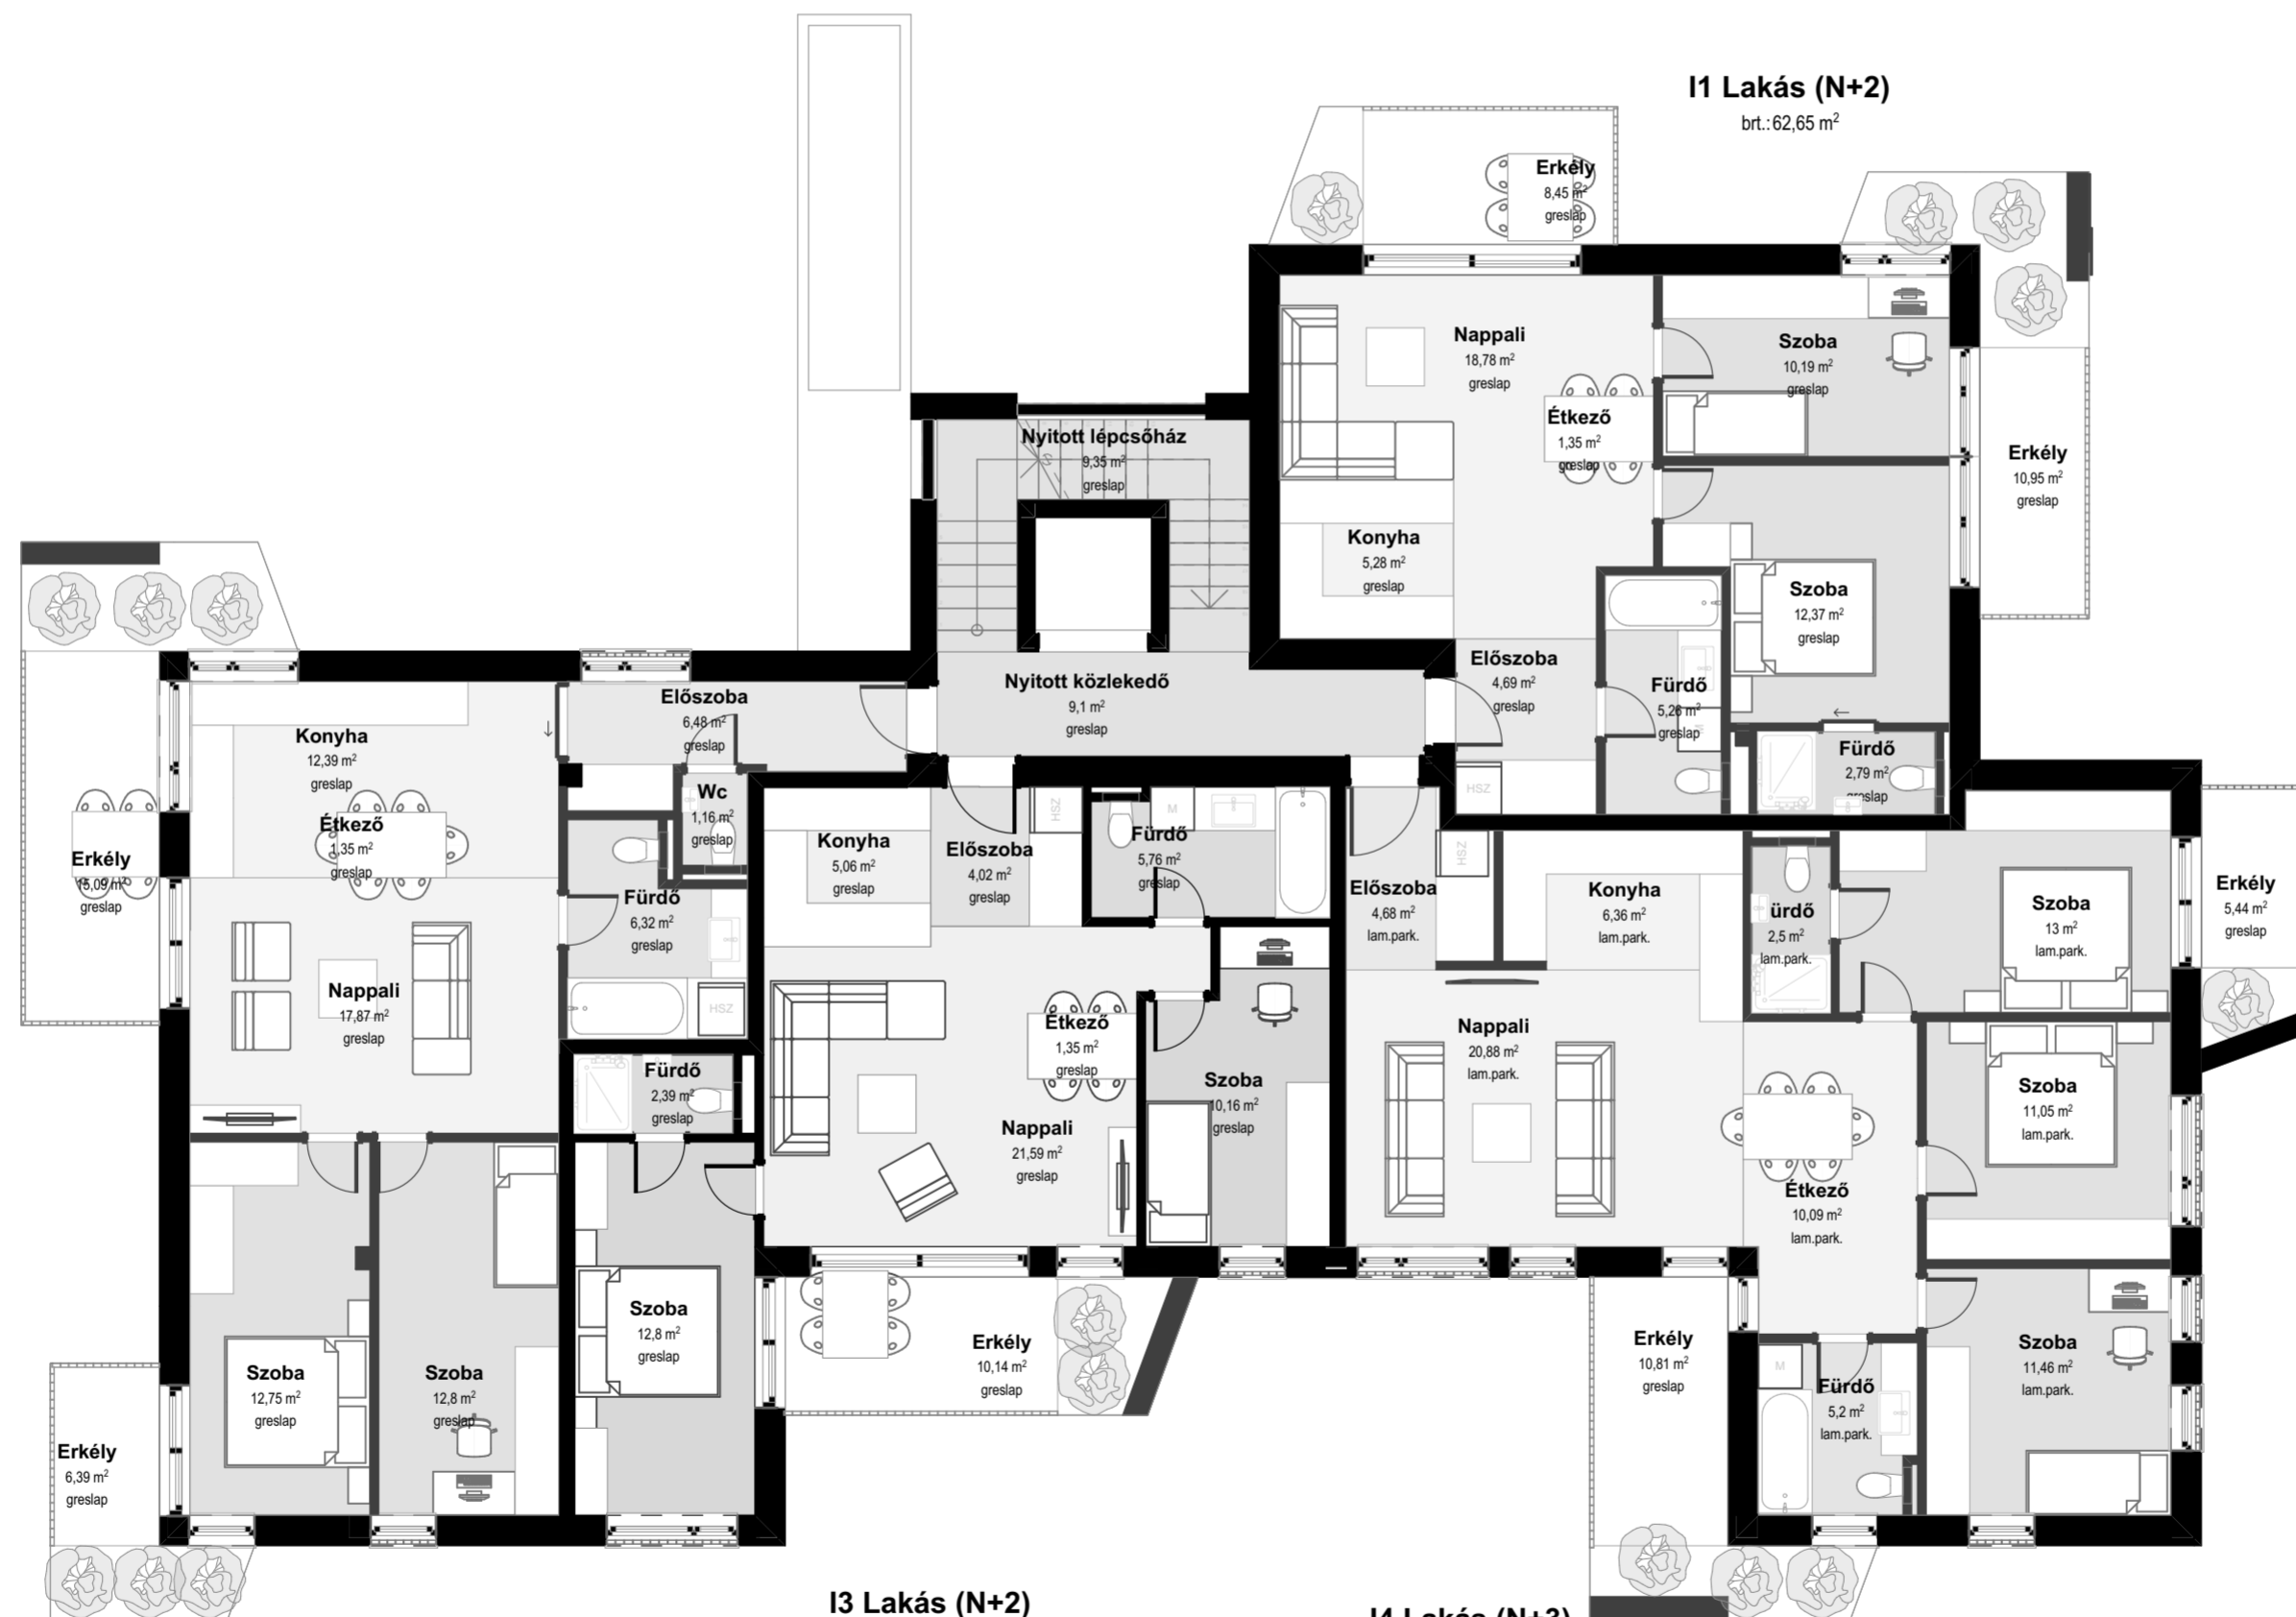 I1 Lakás (N+2)
brt.:62,65 m²
Erkély
8,45 m²
greslap
Nappali
18,78 m²
greslap
Szoba
10,19 m²
greslap
Étkező
1,35 m²
greslap
Erkély
10,95 m²
greslap
Nyitott lépcsőház
9,35 m²
greslap
Konyha
5,28 m²
greslap
Szoba
12,37 m²
greslap
Előszoba
4,69 m²
greslap
Fürdő
5,26 m²
greslap
M
Fürdő
2,79 m²
greslap
HSZ
Nyitott közlekedő
9,1 m²
greslap
Előszoba
6,48 m²
greslap
Konyha
12,39 m²
greslap
Wc
1,16 m²
greslap
Étkező
1,35 m²
greslap
Erkély
15,09 m²
greslap
Fürdő
6,32 m²
greslap
HSZ
Nappali
17,87 m²
greslap
Konyha
5,06 m²
greslap
Előszoba
4,02 m²
greslap
HSZ
M
Fürdő
5,76 m²
greslap
Előszoba
4,68 m²
lam.park.
HSZ
Konyha
6,36 m²
lam.park.
ürdő
2,5 m²
lam.park.
Szoba
13 m²
lam.park.
Erkély
5,44 m²
greslap
Fürdő
2,39 m²
greslap
Étkező
1,35 m²
greslap
Nappali
21,59 m²
greslap
Szoba
10,16 m²
greslap
Nappali
20,88 m²
lam.park.
Szoba
11,05 m²
lam.park.
Étkező
10,09 m²
lam.park.
Szoba
12,75 m²
greslap
Szoba
12,8 m²
greslap
Szoba
12,8 m²
greslap
Erkély
10,14 m²
greslap
Erkély
10,81 m²
greslap
M
Fürdő
5,2 m²
lam.park.
Szoba
11,46 m²
lam.park.
Erkély
6,39 m²
greslap
I3 Lakás (N+2)
I4 Lakás (N+3)